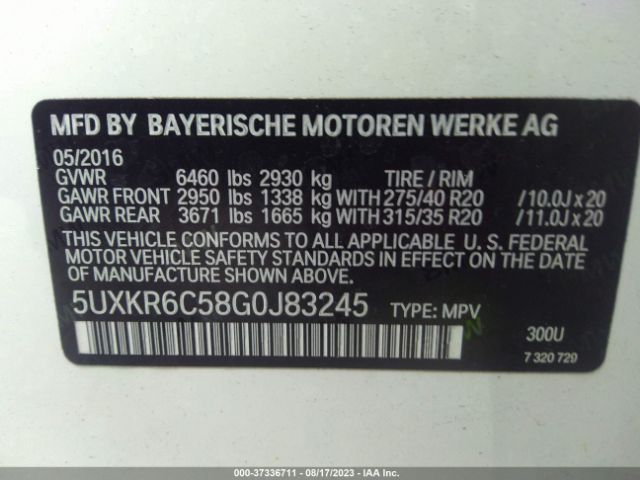 MFD BY BAYERISCHE MOTOREN WERKE AG
05/2016
GVWR 6460 lbs 2930 kg TIRE / RIM
GAWR FRONT 2950 lbs 1338 kg WITH 275/40 R20 /10.0J x 20
GAWR REAR 3671 lbs 1665 kg WITH 315/35 R20 /11.0J x 20
THIS VEHICLE CONFORMS TO ALL APPLICABLE U. S. FEDERAL
MOTOR VEHICLE SAFETY STANDARDS IN EFFECT ON THE DATE
OF MANUFACTURE SHOWN ABOVE.
5UXKR6C58G0J83245 TYPE: MPV
300U
7 320 729
000-37336711 - 08/17/2023 - IAA Inc.